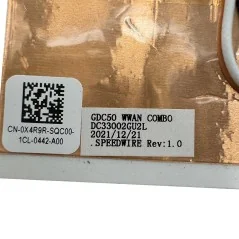 CN-0X4R9R-SQC00-
1CL-0442-A00
GDC50 WWAN COMBO
DC33002GU2L
2021/12/21
.SPEEDWIRE Rev:1.0